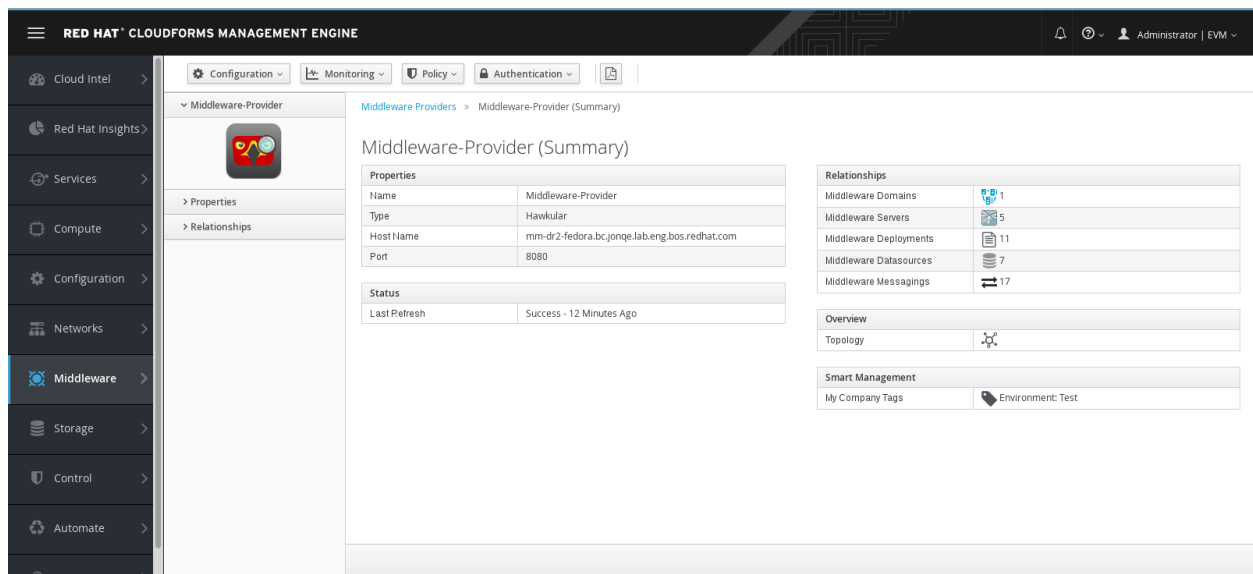 RED HAT® CLOUDFORMS MANAGEMENT ENGINE
Administrator | EVM
Cloud Intel
Red Hat Insights
Services
Compute
Configuration
Networks
Middleware
Storage
Control
Automate
Configuration
Monitoring
Policy
Authentication
Middleware-Provider
Properties
Relationships
Middleware Providers » Middleware-Provider (Summary)
Middleware-Provider (Summary)
Properties
Name Middleware-Provider
Type Hawkular
Host Name mm-dr2-fedora.bc.jonqe.lab.eng.bos.redhat.com
Port 8080
Status
Last Refresh Success - 12 Minutes Ago
Relationships
Middleware Domains 1
Middleware Servers 5
Middleware Deployments 11
Middleware Datasources 7
Middleware Messagings 17
Overview
Topology
Smart Management
My Company Tags Environment: Test